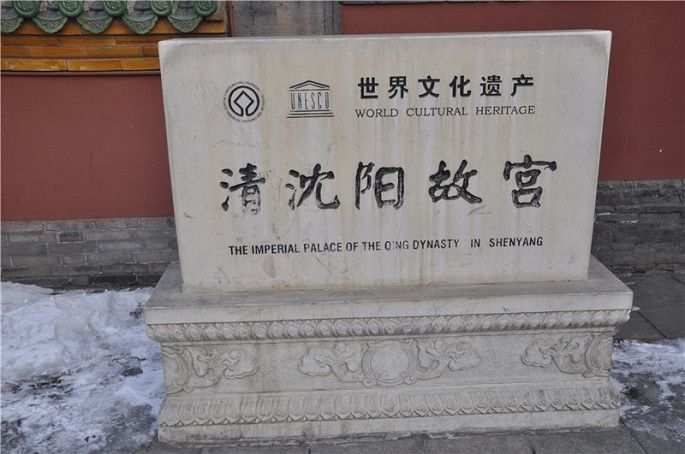 UNESCO
世界文化遗产
WORLD CULTURAL HERITAGE
清沈阳故宫
THE IMPERIAL PALACE OF THE Q'NG DYNASTY IN SHENYANG